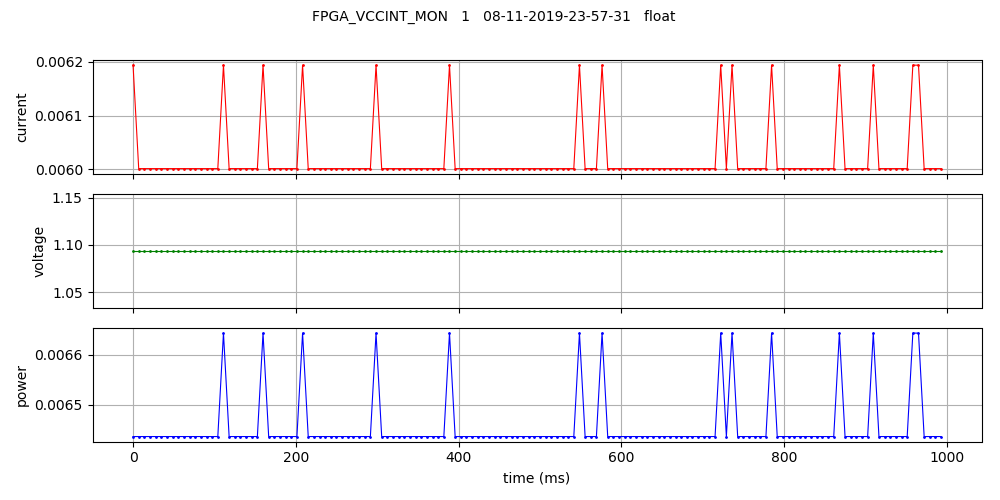 FPGA_VCCINT_MON 1 08-11-2019-23-57-31 float
0.0062
0.0061
0.0060
current
1.15
1.10
1.05
voltage
0.0066
0.0065
power
0 200 400 600 800 1000
time (ms)